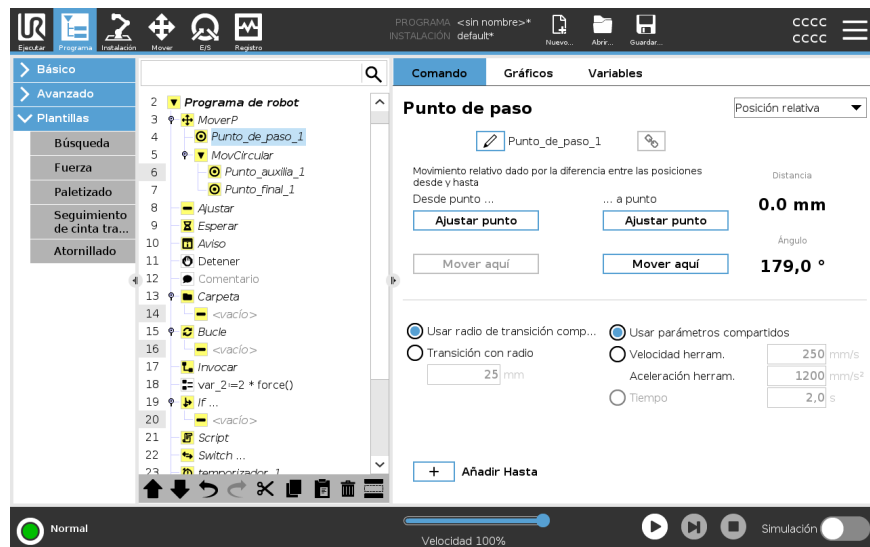 PROGRAMA <sin nombre>*
INSTALACIÓN default*
Ejecutar
Programa
Instalación
Mover
E/S
Registro
Nuevo...
Abrir...
Guardar...
CCCC
CCCC
Básico
Avanzado
Plantillas
Búsqueda
Fuerza
Paletizado
Seguimiento
de cinta tra...
Atornillado
2 Programa de robot
3 MoverP
4 Punto_de_paso_1
5 MovCircular
6 Punto_auxilia_1
7 Punto_final_1
8 Ajustar
9 Esperar
10 Aviso
11 Detener
12 Comentario
13 Carpeta
14 <vacío>
15 Bucle
16 <vacío>
17 Invocar
18 var_2:=2 * force()
19 If ...
20 <vacío>
21 Script
22 Switch ...
23 temporizador_1
Comando
Gráficos
Variables
Punto de paso
Posición relativa
Punto_de_paso_1
Movimiento relativo dado por la diferencia entre las posiciones
desde y hasta
Distancia
Desde punto ...
... a punto
0.0 mm
Ajustar punto
Ajustar punto
Ángulo
Mover aquí
Mover aquí
179,0 °
Usar radio de transición comp...
Usar parámetros compartidos
Transición con radio
Velocidad herram.
250 mm/s
25 mm
Aceleración herram.
1200 mm/s²
Tiempo
2,0 s
+ Añadir Hasta
Normal
Velocidad 100%
Simulación